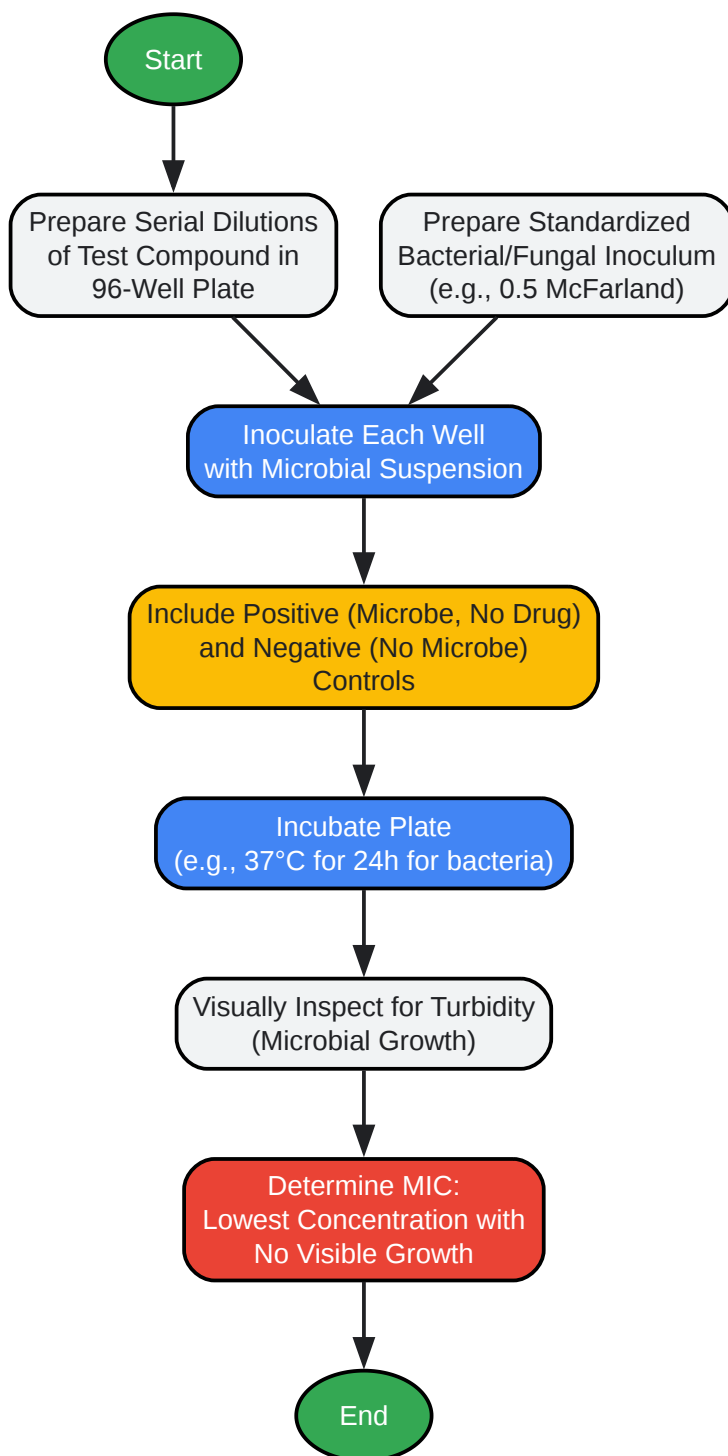 Start
Prepare Serial Dilutions
of Test Compound in
96-Well Plate
Prepare Standardized
Bacterial/Fungal Inoculum
(e.g., 0.5 McFarland)
Inoculate Each Well
with Microbial Suspension
Include Positive (Microbe, No Drug)
and Negative (No Microbe)
Controls
Incubate Plate
(e.g., 37°C for 24h for bacteria)
Visually Inspect for Turbidity
(Microbial Growth)
Determine MIC:
Lowest Concentration with
No Visible Growth
End